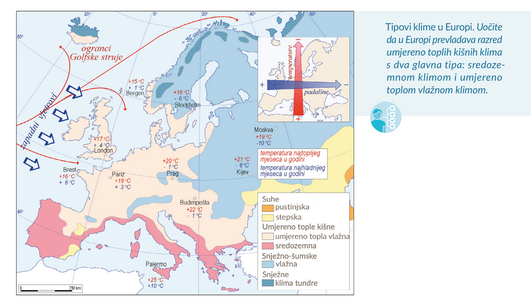 ogranci
Golfske struje
zapadni vjetrovi
+15 °C
+ 1 °C
Bergen
+16 °C
- 6 °C
Stockholm
temperature
padaline
+
-
+
-
+17 °C
+ 4 °C
London
Brest
+16 °C
+ 6 °C
Pariz
+19 °C
+ 3 °C
+20 °C
- 1 °C
Prag
Moskva
+19 °C
-10 °C
+21 °C
- 6 °C
Kijev
Budimpešta
+22 °C
- 1 °C
Palermo
+25 °C
+10 °C
temperatura najtoplijeg
mjeseca u godini
temperatura najhladnijeg
mjeseca u godini
Suhe
pustinjska
stepska
Umjereno tople kišne
umjereno topla vlažna
sredozemna
Snježno-šumske
vlažna
Snježne
klima tundre
Tipovi klime u Europi. Uočite
da u Europi prevladava razred
umjereno toplih kišnih klima
s dva glavna tipa: sredoze-
mnom klimom i umjereno
toplom vlažnom klimom.